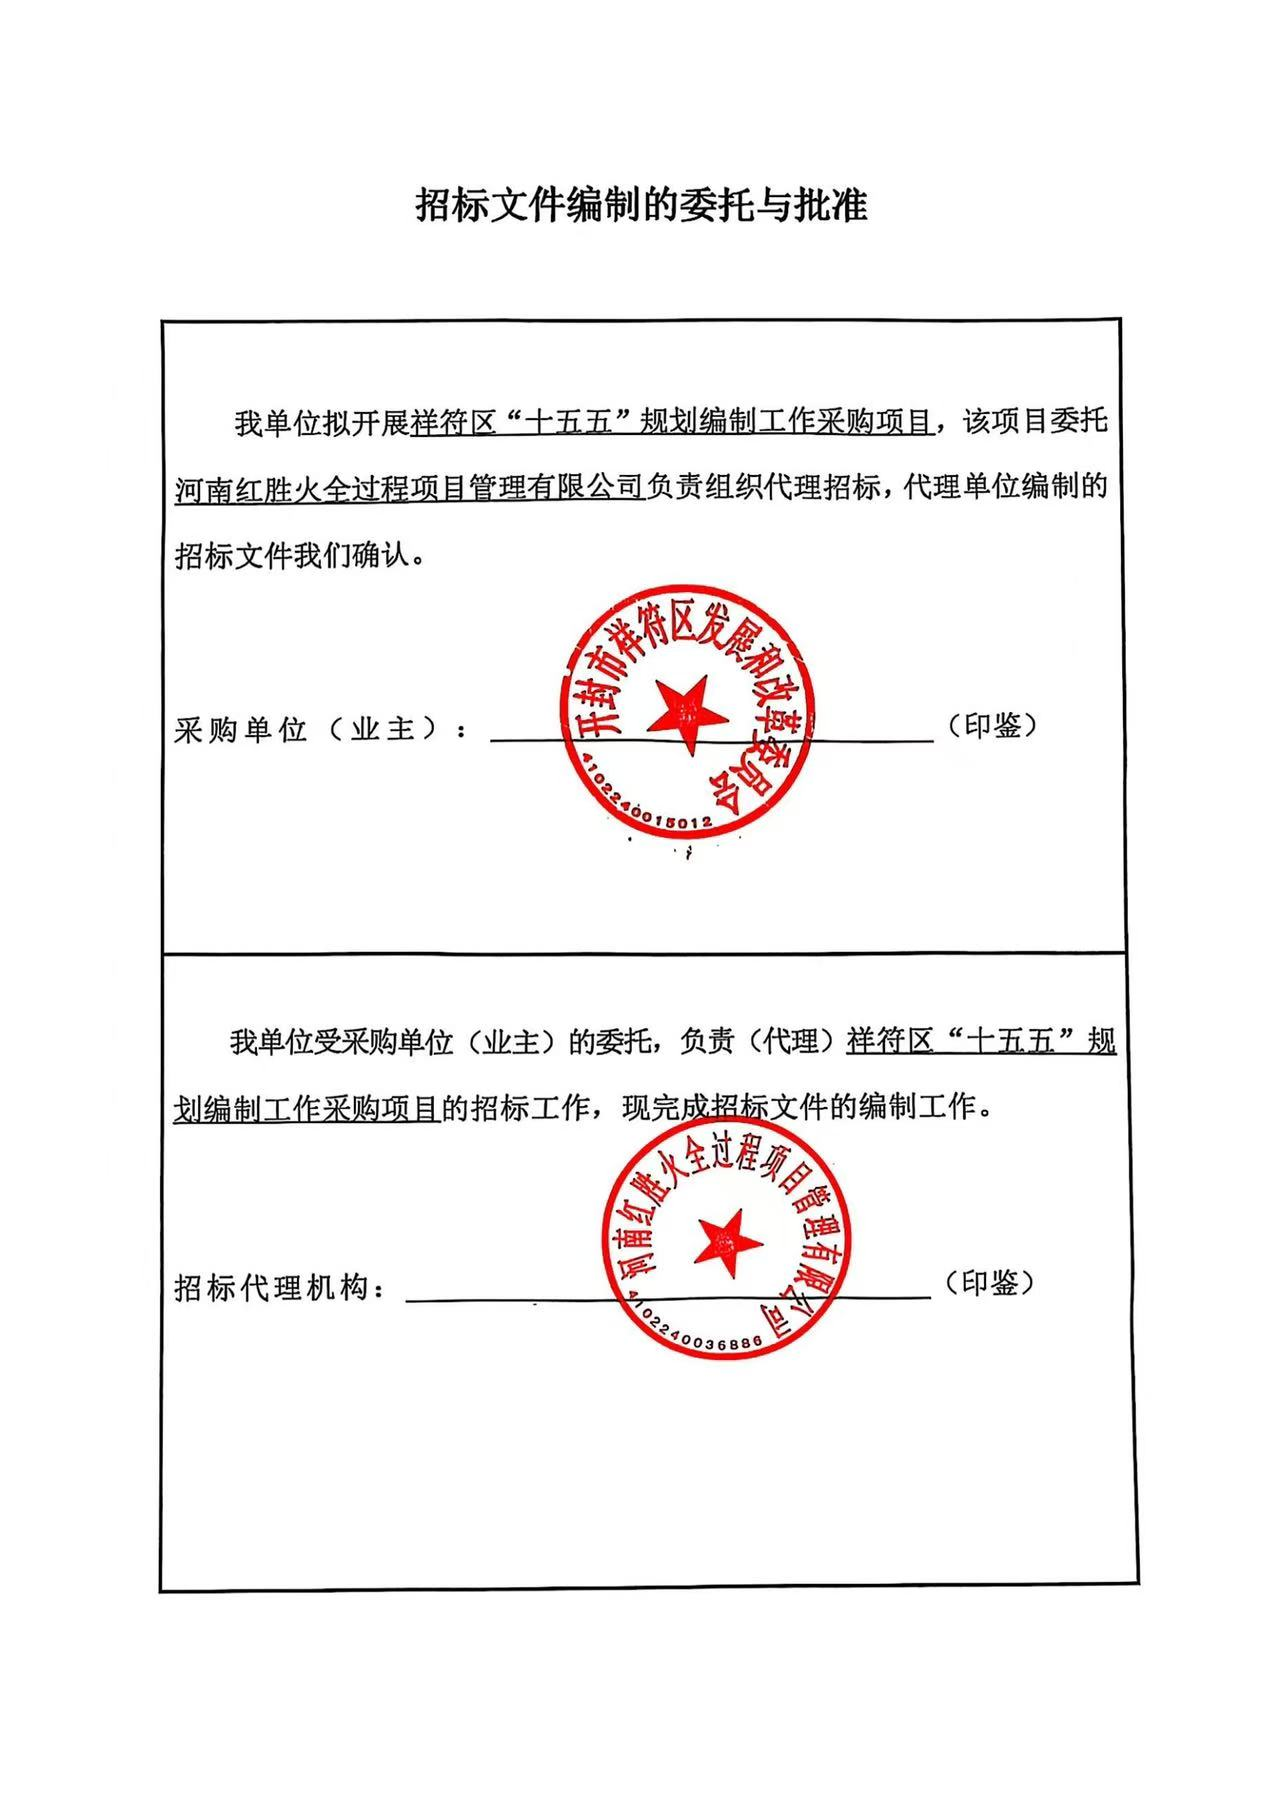 招标文件编制的委托与批准
我单位拟开展祥符区“十五五”规划编制工作采购项目，该项目委托
河南红胜火全过程项目管理有限公司负责组织代理招标，代理单位编制的
招标文件我们确认。
开封市祥符区发展和改革委员会
采购单位（业主）：（印鉴）
4102240015012
我单位受采购单位（业主）的委托，负责（代理）祥符区“十五五”规
划编制工作采购项目的招标工作，现完成招标文件的编制工作。
河南红胜火全过程项目管理有限公司
招标代理机构：（印鉴）
4102240036886